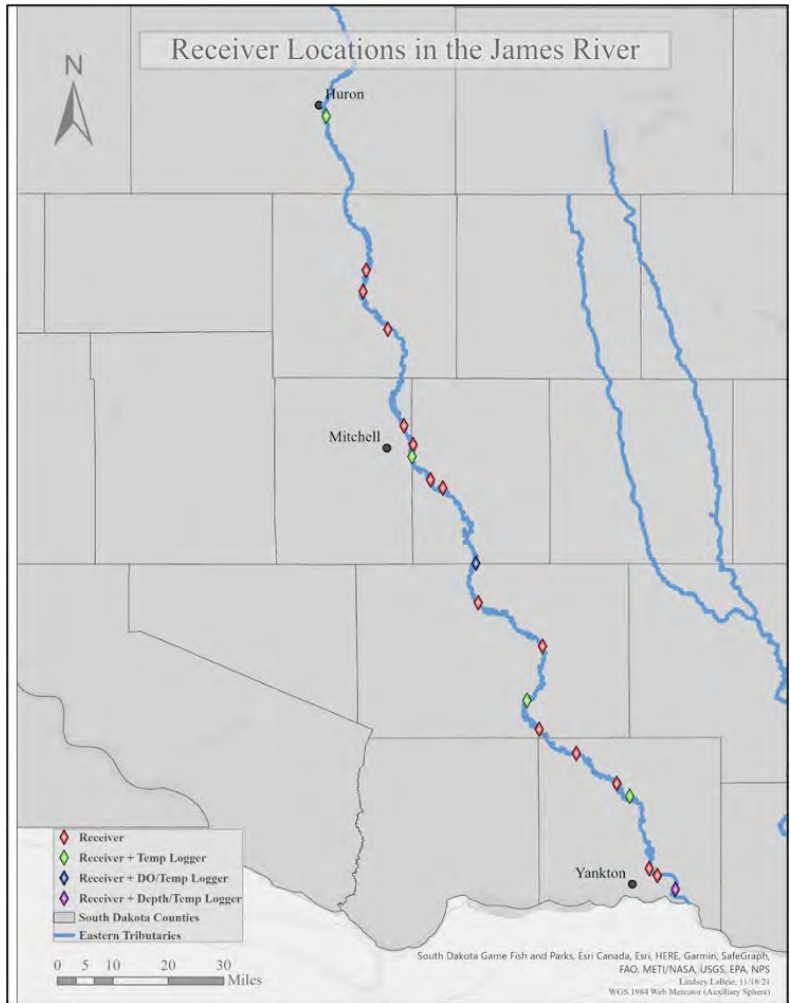 Receiver Locations in the James River
N
Huron
Mitchell
Yankton
Receiver
Receiver + Temp Logger
Receiver + DO/Temp Logger
Receiver + Depth/Temp Logger
South Dakota Counties
Eastern Tributaries
0 5 10 20 30
Miles
South Dakota Game Fish and Parks, Esri Canada, Esri, HERE, Garmin, SafeGraph,
FAO, METI/NASA, USGS, EPA, NPS
Lindsey LaBrie, 11/18/21
WGS 1984 Web Mercator (Auxiliary Sphere)